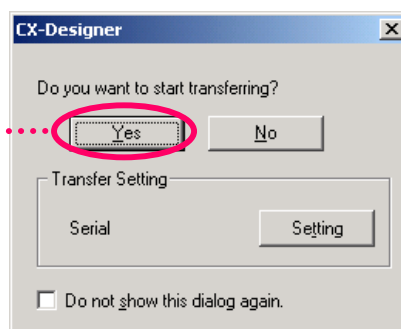 CX-Designer
Do you want to start transferring?
Yes No
Transfer Setting
Serial Setting
Do not show this dialog again.